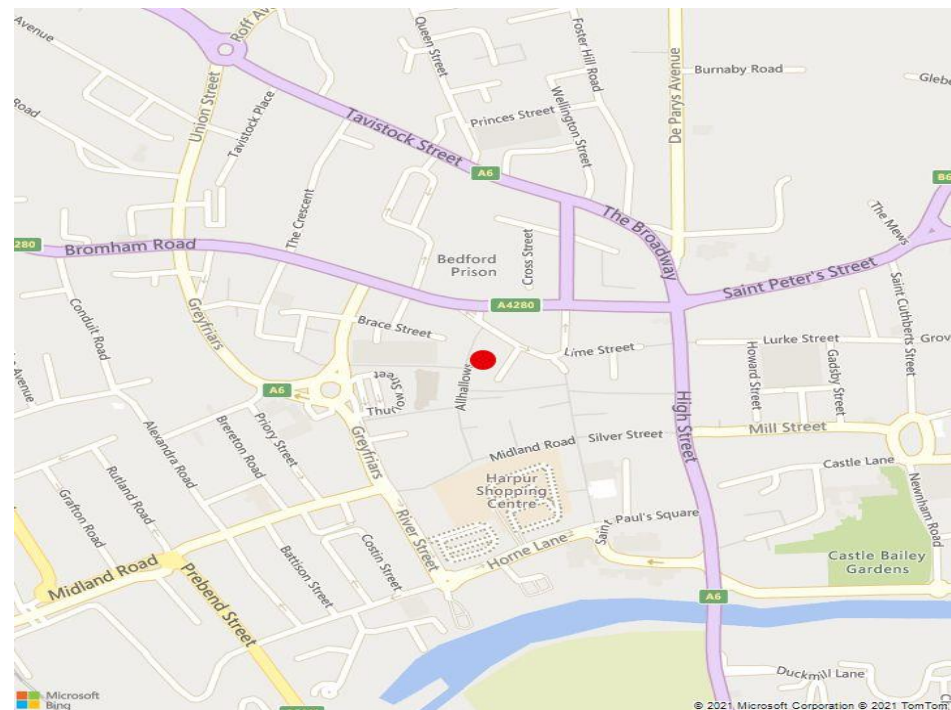 Avenue
Roff Av
Queen Street
Foster Hill Road
De Parys Avenue
Burnaby Road
Glebe
Road
Union Street
Tavistock Place
Tavistock Street
Princes Street
Wellington Street
A6
B6
The Crescent
The Broadway
The Mews
280
Bromham Road
Bedford
Prison
Cross Street
Saint Peter's Street
A4280
Saint Cuthberts Street
Conduit Road
Greyfriars
Brace Street
Lime Street
Lurke Street
Grov
Howard Street
Gadsby Street
Avenue
A6
Allhallows
High Street
Priory Street
Brereton Road
Alexandra Road
Greyfriars
Midland Road
Silver Street
Mill Street
Castle Lane
Rutland Road
Grafton Road
Harpur
Shopping
Centre
Newnham Road
Saint
Paul's Square
River Street
Costin Street
Battison Street
Horne Lane
Castle Bailey
Gardens
Midland Road
Prebend Street
A6
Duckmill Lane
Microsoft
Bing
© 2021 Microsoft Corporation © 2021 TomTom